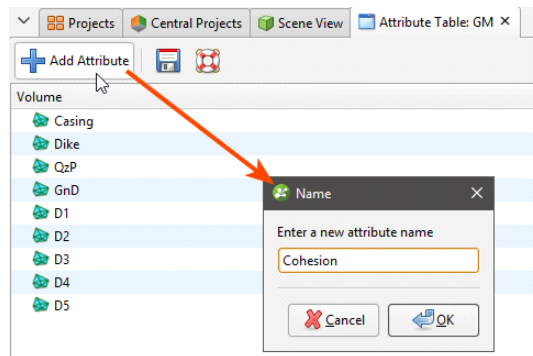 Projects Central Projects Scene View Attribute Table: GM
Add Attribute
Volume
Casing
Dike
QzP
GnD
D1
D2
D3
D4
D5
Name
Enter a new attribute name
Cohesion
Cancel OK